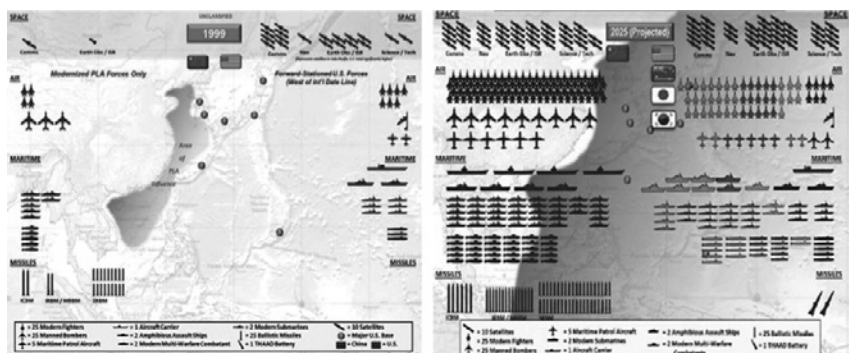 SPACE
UNCLASSIFIED
1999
SPACE
Comms
Earth Obs / ISR
Comms
Nav
Earth Obs / ISR
Science / Tech
Modernized PLA Forces Only
Forward-Stationed U.S. Forces
(West of Int'l Date Line)
AIR
AIR
Area
of
PLA
Influence
MARITIME
MARITIME
MISSILES
MISSILES
ICBM
IRBM / MRBM
SRBM
= 25 Modern Fighters
= 25 Manned Bombers
= 5 Maritime Patrol Aircraft
= 1 Aircraft Carrier
= 2 Amphibious Assault Ships
= 2 Modern Multi-Warfare Combatant
= 2 Modern Submarines
= 25 Ballistic Missiles
= 1 THAAD Battery
= 10 Satellites
= Major U.S. Base
= China
= U.S.
SPACE
2025 (Projected)
SPACE
Comms
Nav
Earth Obs / ISR
Science / Tech
Comms
Nav
Earth Obs / ISR
Science / Tech
AIR
AIR
MARITIME
MARITIME
MISSILES
MISSILES
ICBM
IRBM / MRBM
SRBM
= 10 Satellites
= 25 Modern Fighters
= 25 Manned Bombers
= 5 Maritime Patrol Aircraft
= 2 Modern Submarines
= 1 Aircraft Carrier
= 2 Amphibious Assault Ships
= 2 Modern Multi-Warfare
Combatant
= 25 Ballistic Missiles
= 1 THAAD Battery